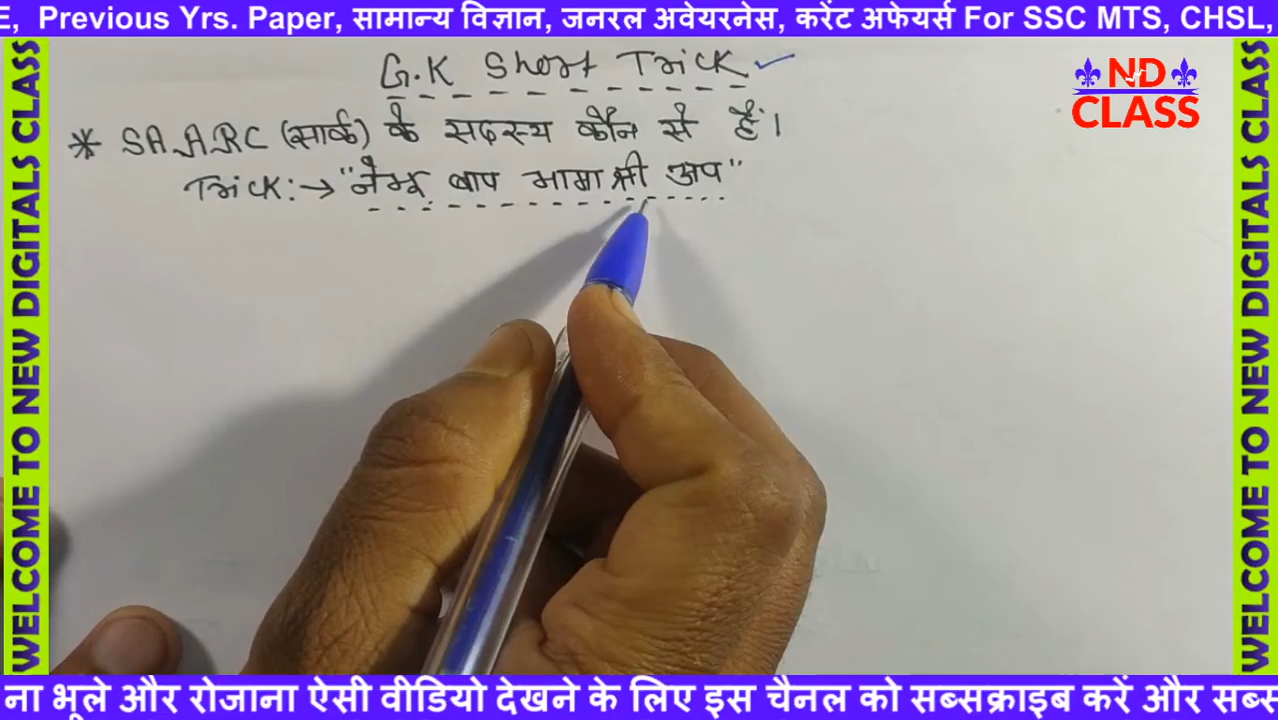 E, Previous Yrs. Paper, सामान्य विज्ञान, जनरल अवेयरनेस, करेंट अफेयर्स For SSC MTS, CHSL,
WELCOME TO NEW DIGITALS CLASS
G.K Short Trick
ND
CLASS
* SAARC (सार्क) के सदस्य कौन से हैं।
Trick:→ "नेभू बाप मामा श्री अप"
WELCOME TO NEW DIGITALS CLASS
ना भूले और रोजाना ऐसी वीडियो देखने के लिए इस चैनल को सब्सक्राइब करें और सब्स